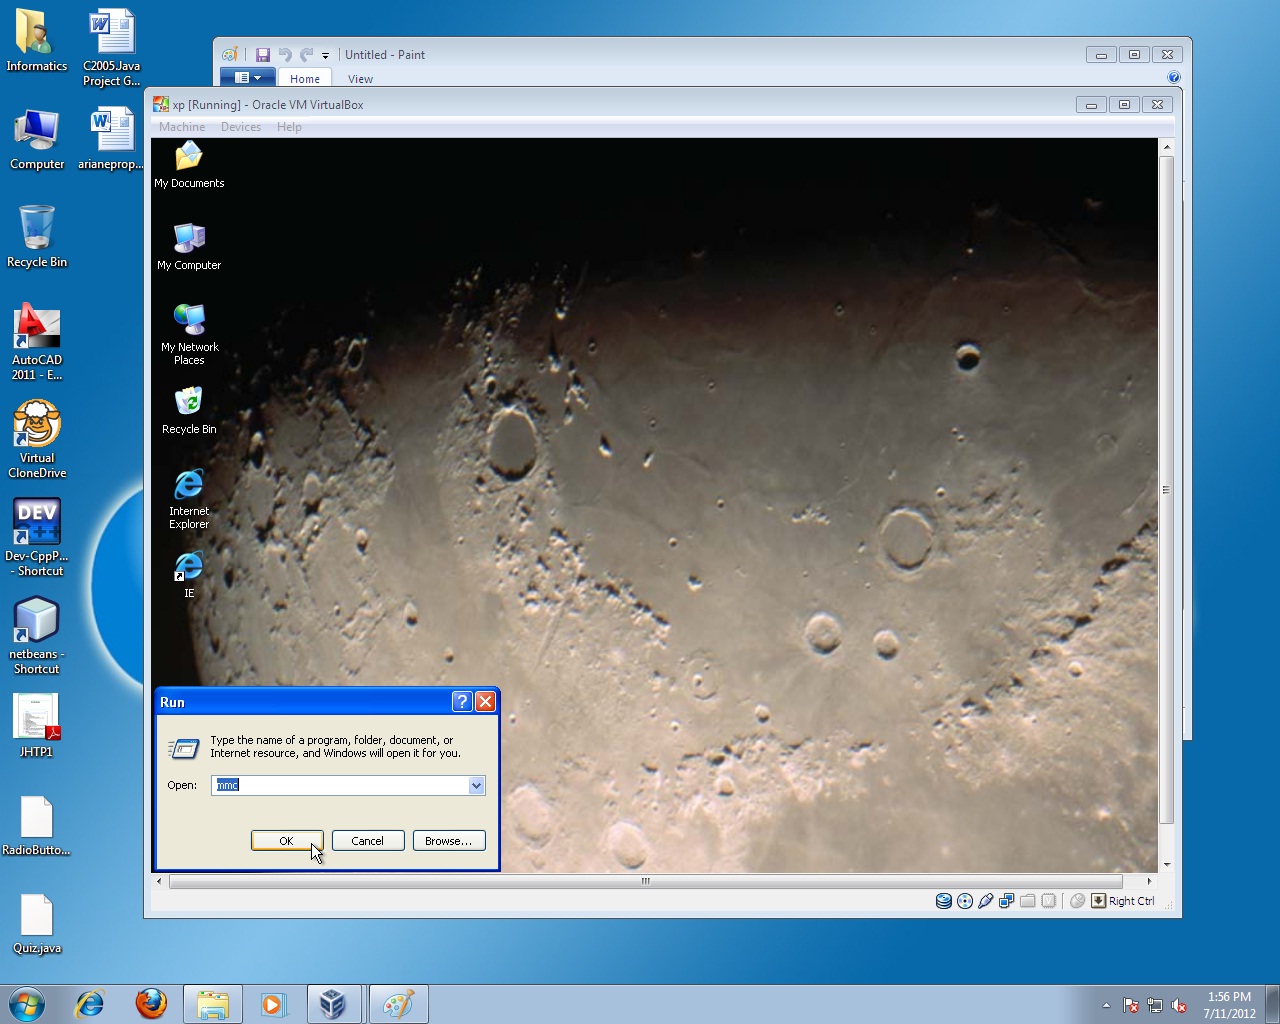 Informatics
C2005.Java
Project G...
Computer
arianeprop...
Recycle Bin
AutoCAD
2011 - E...
Virtual
CloneDrive
DEV
C++
Dev-CppP...
- Shortcut
netbeans -
Shortcut
JHTP1
RadioButto...
Quiz.java
Untitled - Paint
Home
View
xp [Running] - Oracle VM VirtualBox
Machine
Devices
Help
My Documents
My Computer
My Network
Places
Recycle Bin
Internet
Explorer
IE
Run
Type the name of a program, folder, document, or
Internet resource, and Windows will open it for you.
Open:
mmc
OK
Cancel
Browse...
Right Ctrl
1:56 PM
7/11/2012